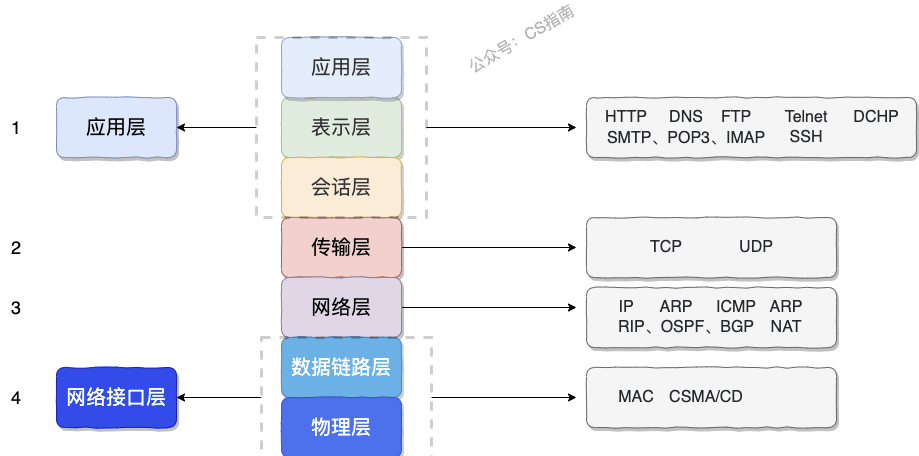 公众号：CS指南
应用层
HTTP DNS FTP Telnet DCHP
1 应用层 表示层
SMTP、POP3、IMAP SSH
会话层
2 传输层 TCP UDP
3 网络层 IP ARP ICMP ARP
RIP、OSPF、BGP NAT
数据链路层
4 网络接口层 MAC CSMA/CD
物理层